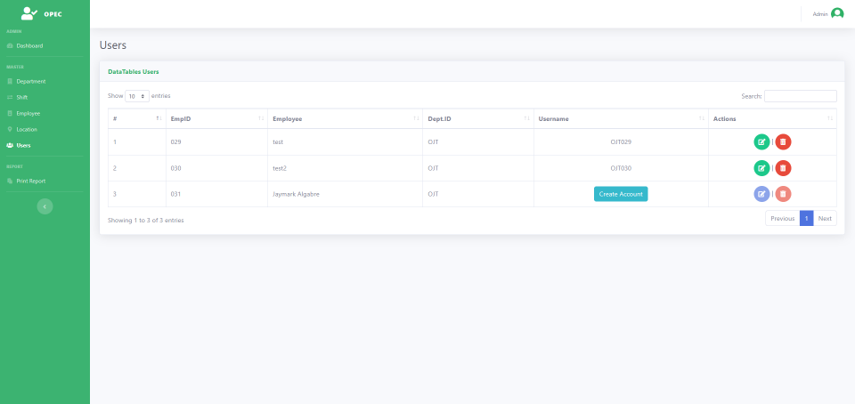 OPEC
Admin
ADMIN
Dashboard
MASTER
Department
Shift
Employee
Location
Users
REPORT
Print Report
Users
DataTables Users
Show 10 entries
Search:
# EmpID Employee Dept.ID Username Actions
1 029 test OJT OJT029 |
2 030 test2 OJT OJT030 |
3 031 Jaymark Algabre OJT Create Account |
Showing 1 to 3 of 3 entries
Previous 1 Next